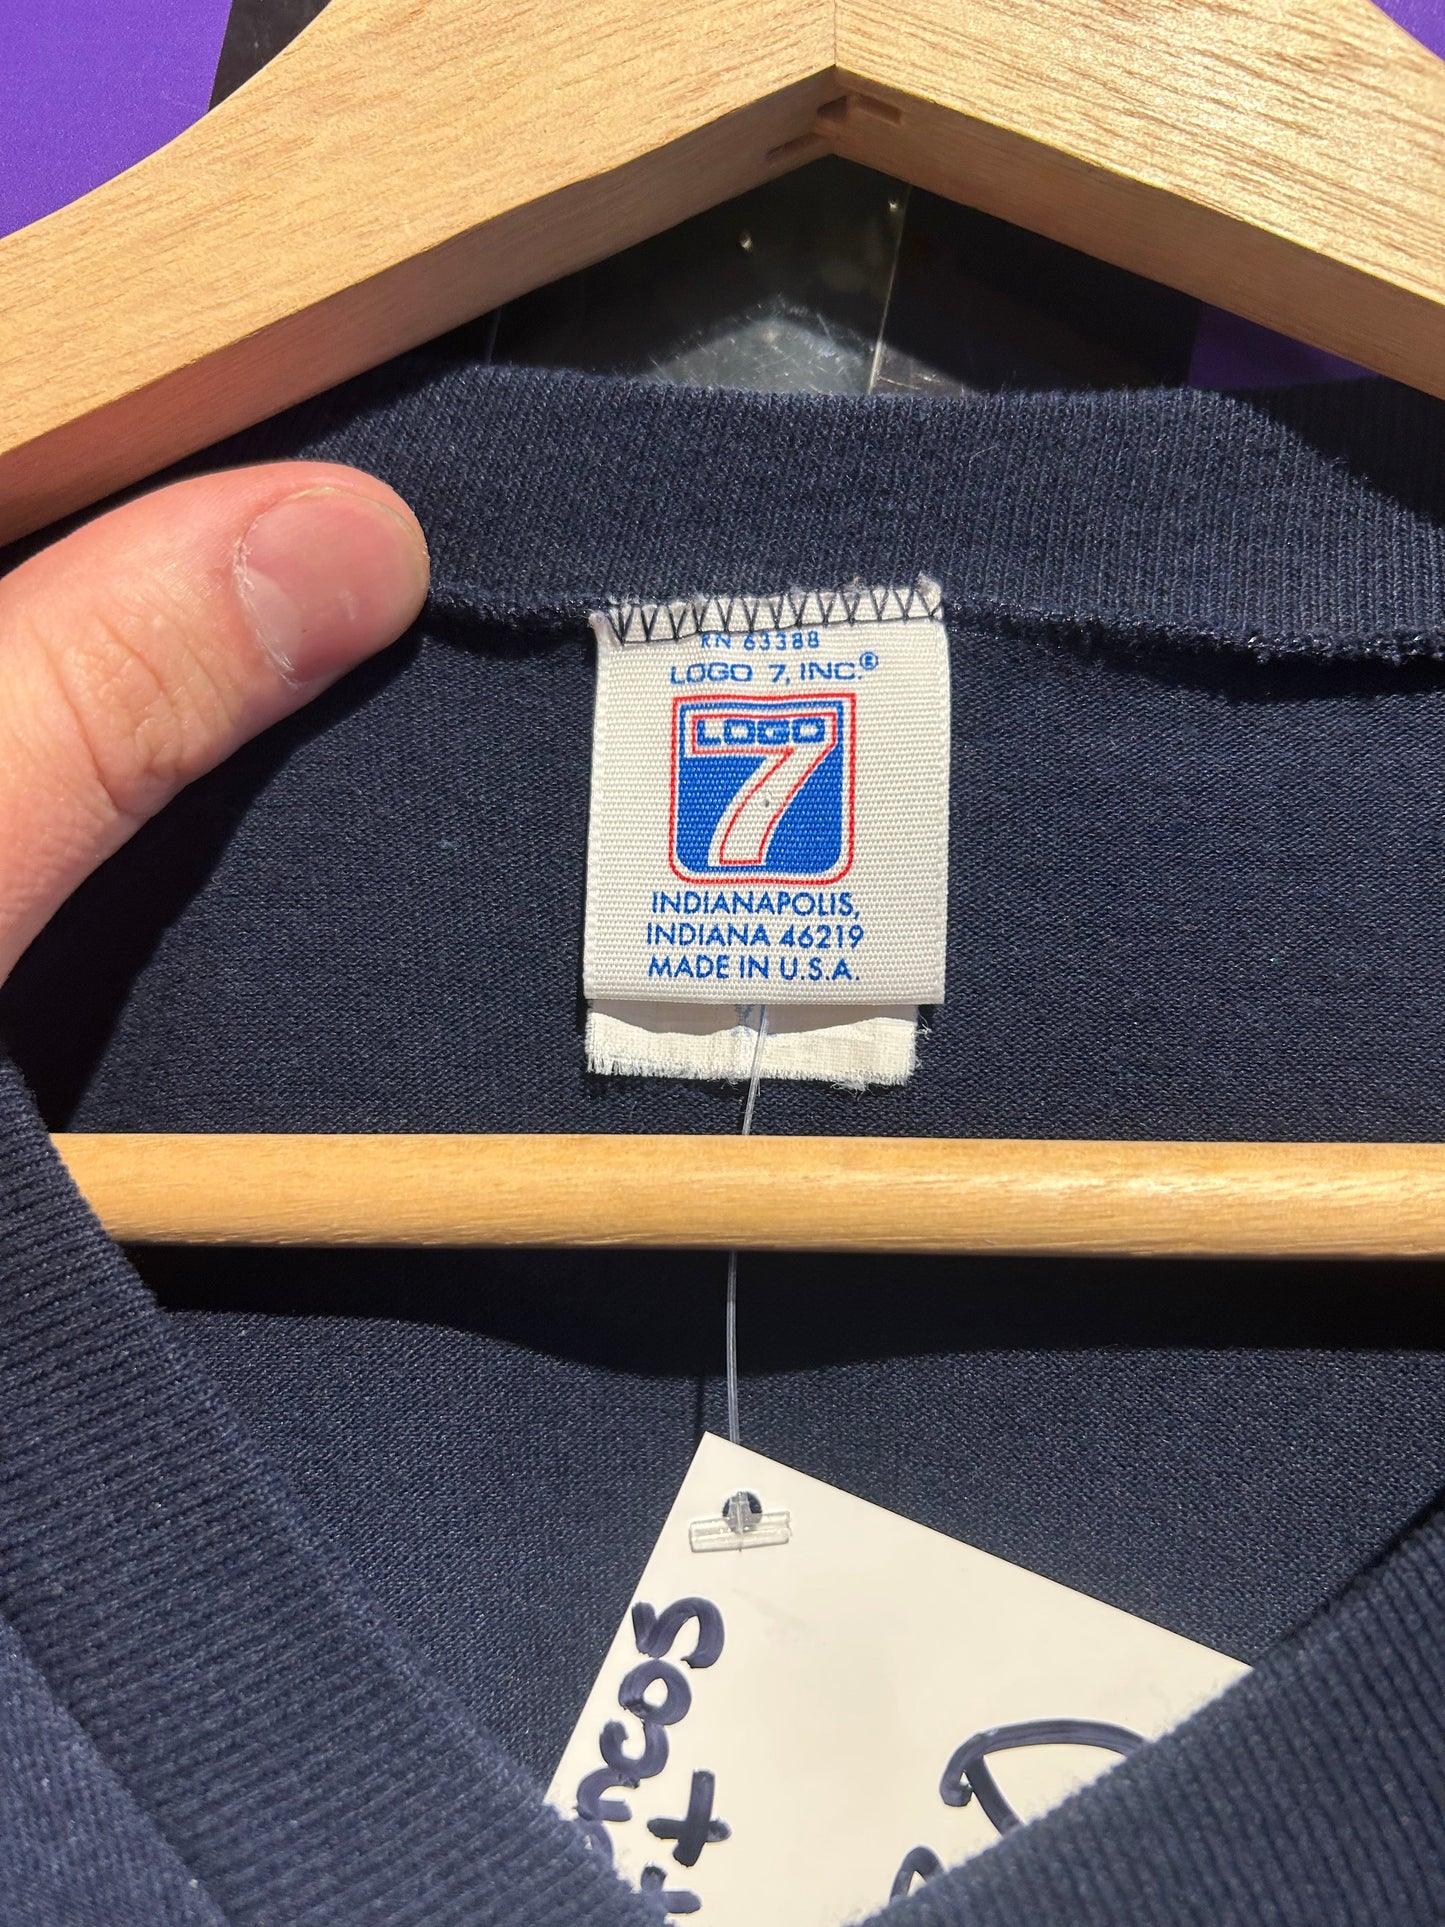 RN 63388
LOGO 7, INC.®
LOGO
7
INDIANAPOLIS,
INDIANA 46219
MADE IN U.S.A.